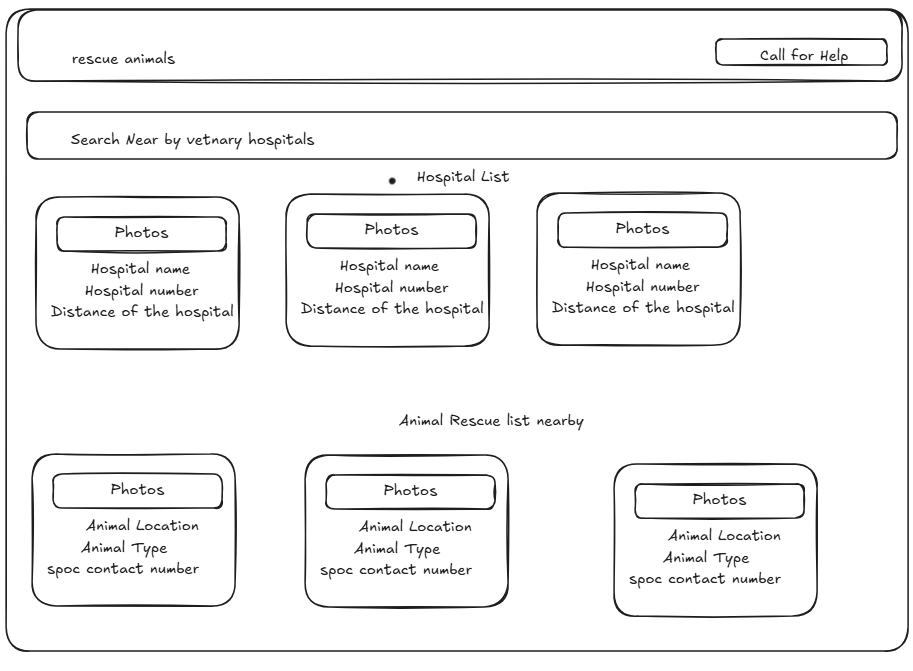 rescue animals
Call for Help
Search Near by vetnary hospitals
Hospital List
Photos
Hospital name
Hospital number
Distance of the hospital
Photos
Hospital name
Hospital number
Distance of the hospital
Photos
Hospital name
Hospital number
Distance of the hospital
Animal Rescue list nearby
Photos
Animal Location
Animal Type
spoc contact number
Photos
Animal Location
Animal Type
spoc contact number
Photos
Animal Location
Animal Type
spoc contact number